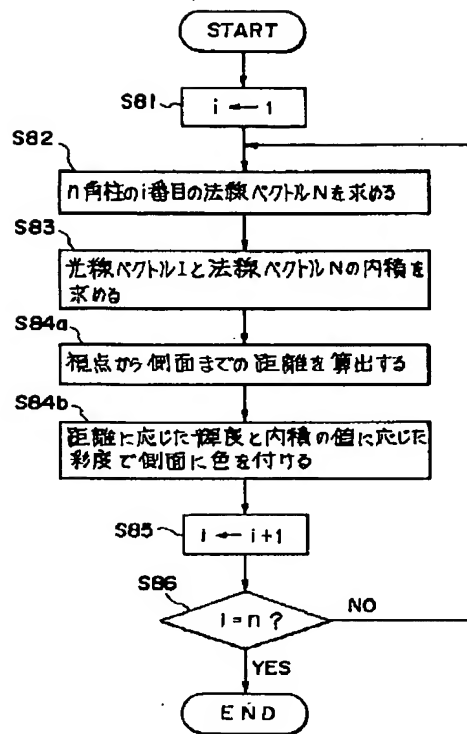 START
S81
i ← 1
S82
n角柱のi番目の法線ベクトルNを求める
S83
光線ベクトルIと法線ベクトルNの内積を
求める
S84a
視点から側面までの距離を算出する
S84b
距離に応じた輝度と内積の値に応じた
彩度で側面に色を付ける
S85
i ← i+1
S86
i=n?
NO
YES
END